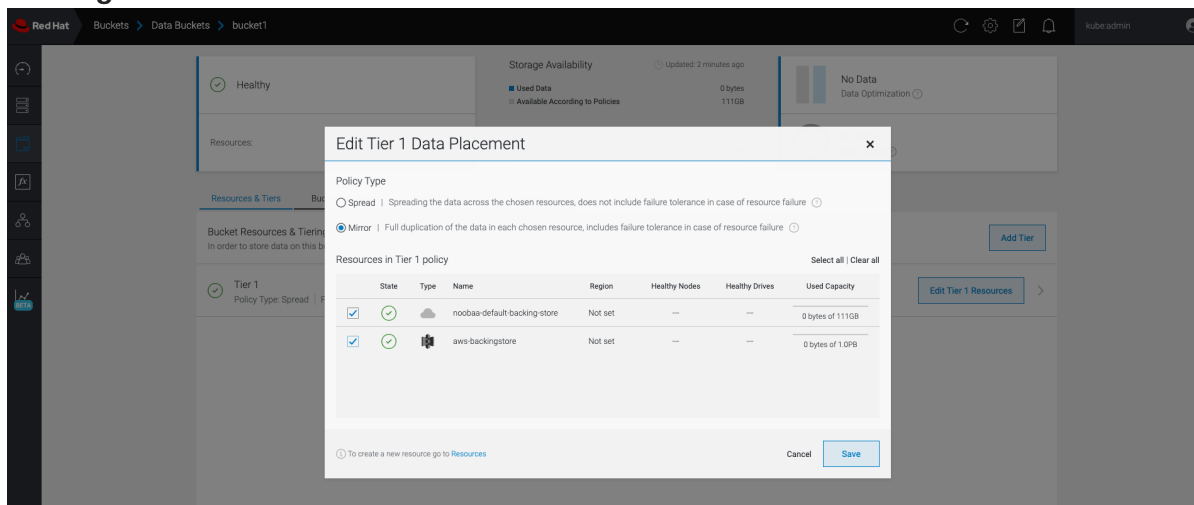 Red Hat Buckets > Data Buckets > bucket1 kube:admin
Healthy
Storage Availability Updated: 2 minutes ago
Used Data 0 bytes
Available According to Policies 111GB
No Data
Data Optimization
Resources:
Edit Tier 1 Data Placement
Policy Type
Spread | Spreading the data across the chosen resources, does not include failure tolerance in case of resource failure
Mirror | Full duplication of the data in each chosen resource, includes failure tolerance in case of resource failure
Resources in Tier 1 policy Select all | Clear all
State Type Name Region Healthy Nodes Healthy Drives Used Capacity
noobaa-default-backing-store Not set — — 0 bytes of 111GB
aws-backingstore Not set — — 0 bytes of 1.0PB
To create a new resource go to Resources Cancel Save
Resources & Tiers
Bucket Resources & Tiering
In order to store data on this
Add Tier
Tier 1
Policy Type: Spread
Edit Tier 1 Resources
BETA